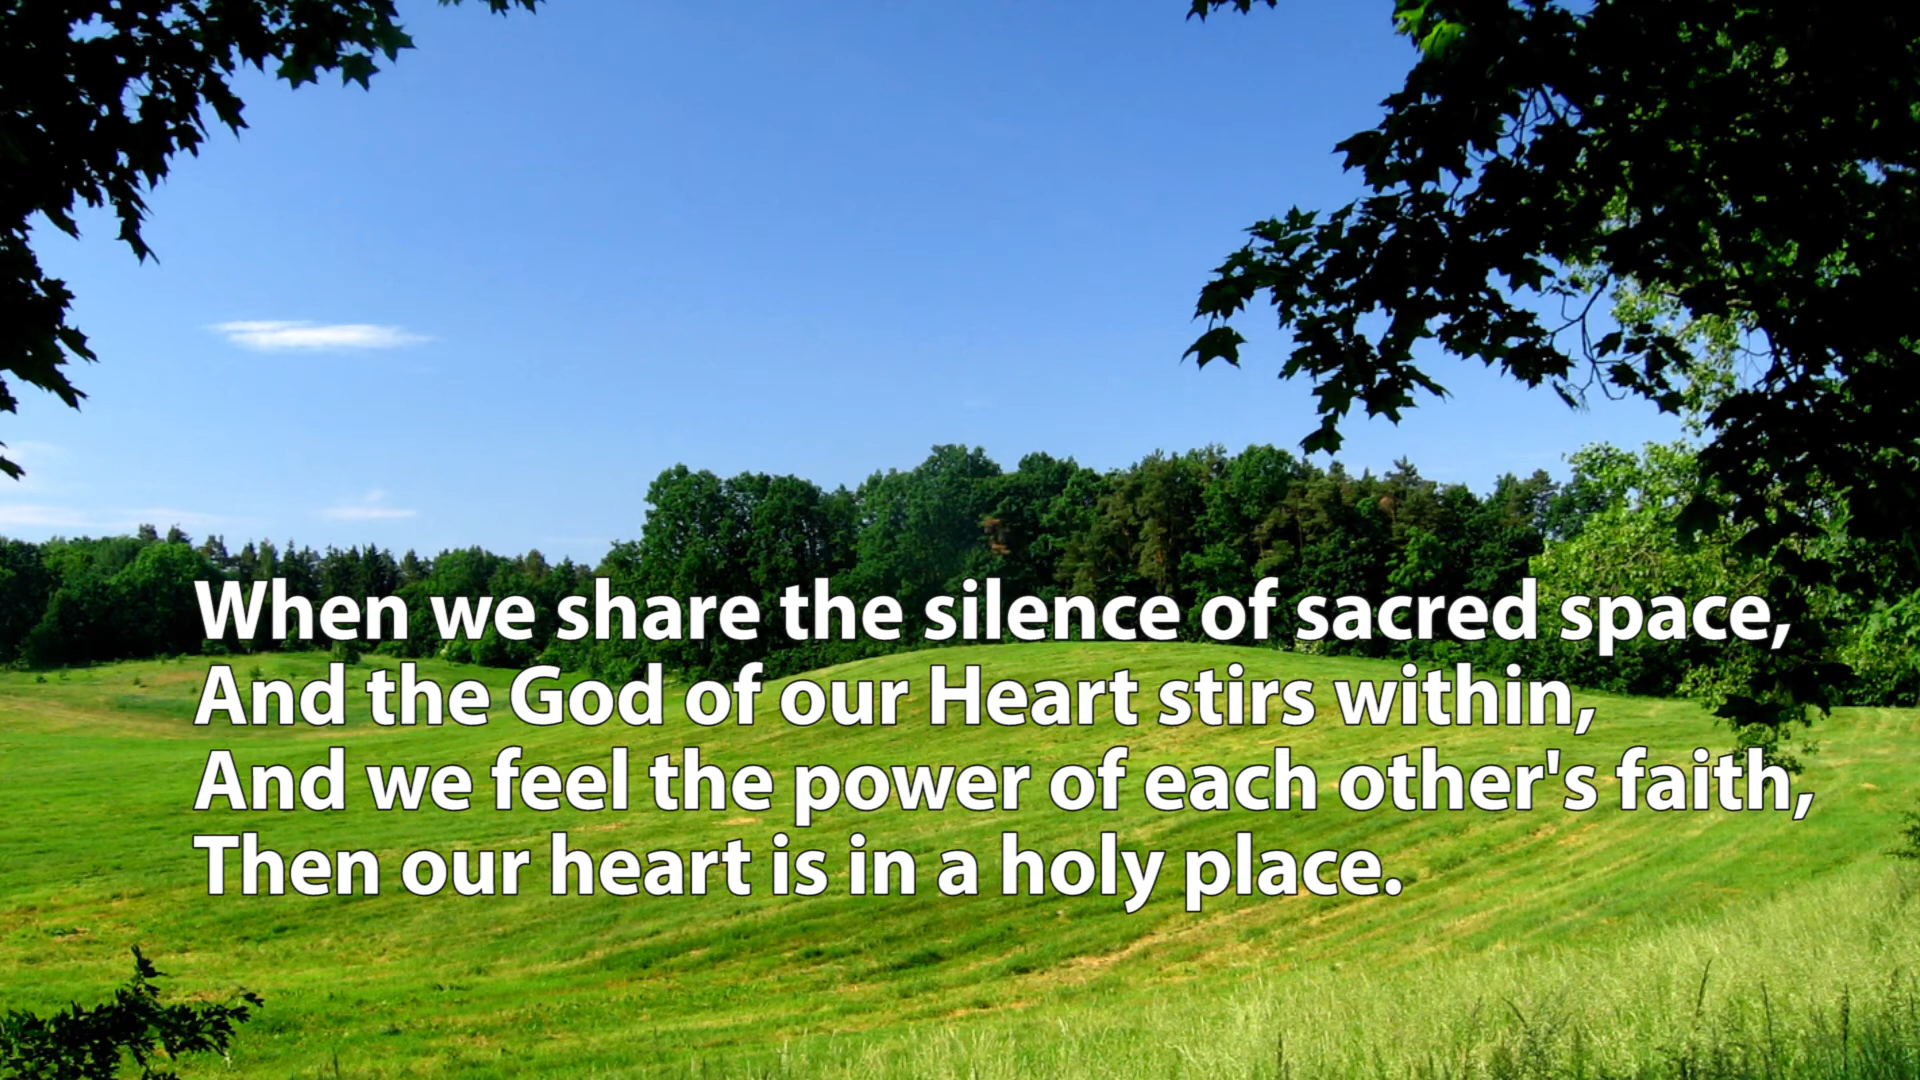 When we share the silence of sacred space,
And the God of our Heart stirs within,
And we feel the power of each other's faith,
Then our heart is in a holy place.